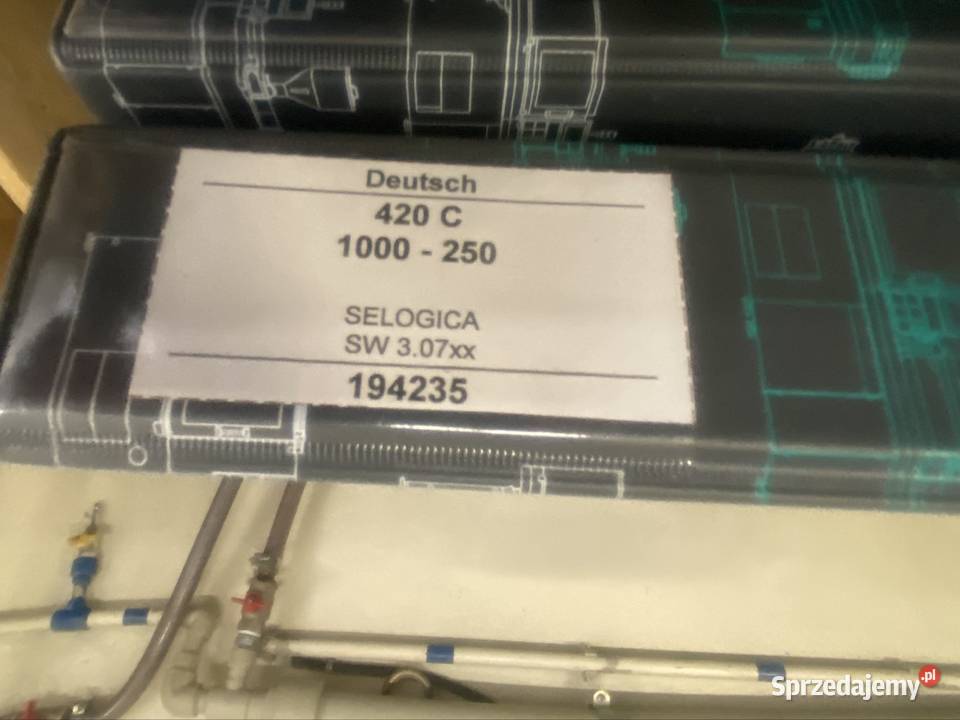 Deutsch
420 C
1000 - 250
SELOGICA
SW 3.07xx
194235
Sprzedajemy.pl